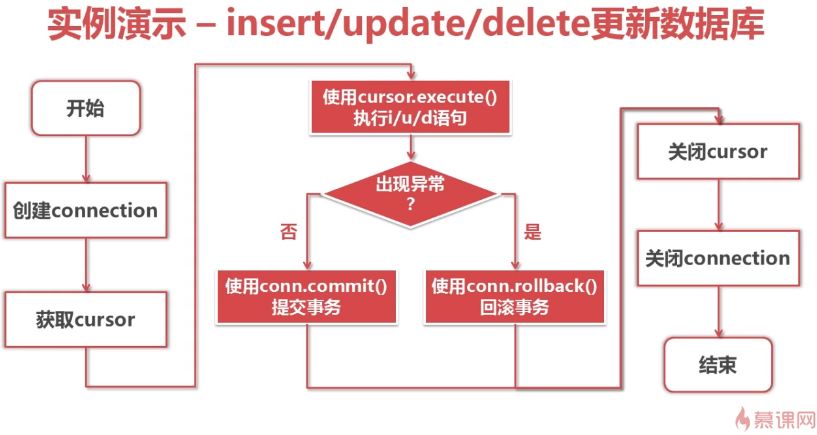 实例演示 – insert/update/delete更新数据库
开始
创建connection
获取cursor
使用cursor.execute()
执行i/u/d语句
出现异常
?
否
是
使用conn.commit()
提交事务
使用conn.rollback()
回滚事务
关闭cursor
关闭connection
结束
慕课网